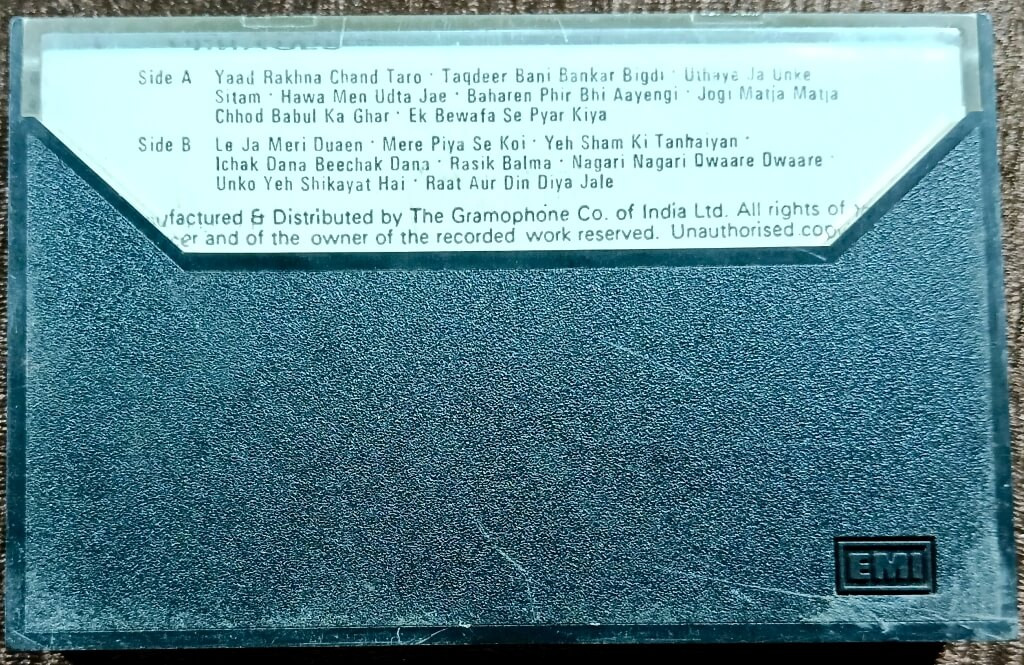 Side A Yaad Rakhna Chand Taro · Taqdeer Bani Bankar Bigdi · Uthaye Ja Unke
Sitam · Hawa Men Udta Jae · Baharen Phir Bhi Aayengi · Jogi Matja Matja
Chhod Babul Ka Ghar · Ek Bewafa Se Pyar Kiya
Side B Le Ja Meri Duaen · Mere Piya Se Koi · Yeh Sham Ki Tanhaiyan ·
Ichak Dana Beechak Dana · Rasik Balma · Nagari Nagari Dwaare Dwaare ·
Unko Yeh Shikayat Hai · Raat Aur Din Diya Jale
ufactured & Distributed by The Gramophone Co. of India Ltd. All rights of
er and of the owner of the recorded work reserved. Unauthorised cop
EMI